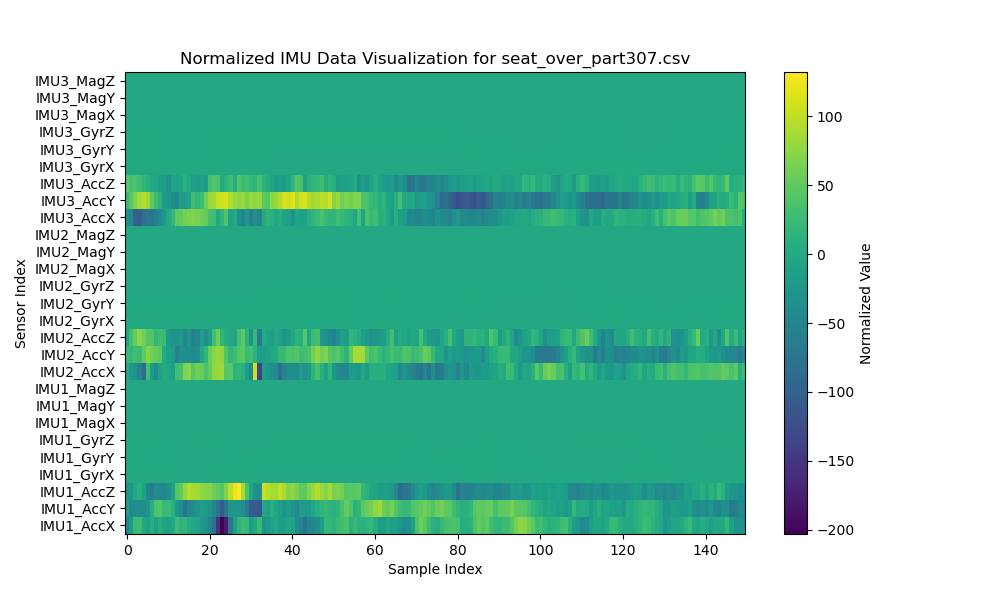 Normalized IMU Data Visualization for seat_over_part307.csv
IMU3_MagZ
IMU3_MagY
IMU3_MagX
IMU3_GyrZ
IMU3_GyrY
IMU3_GyrX
IMU3_AccZ
IMU3_AccY
IMU3_AccX
IMU2_MagZ
IMU2_MagY
IMU2_MagX
IMU2_GyrZ
IMU2_GyrY
IMU2_GyrX
IMU2_AccZ
IMU2_AccY
IMU2_AccX
IMU1_MagZ
IMU1_MagY
IMU1_MagX
IMU1_GyrZ
IMU1_GyrY
IMU1_GyrX
IMU1_AccZ
IMU1_AccY
IMU1_AccX
Sensor Index
0 20 40 60 80 100 120 140
Sample Index
100
50
0
−50
−100
−150
−200
Normalized Value